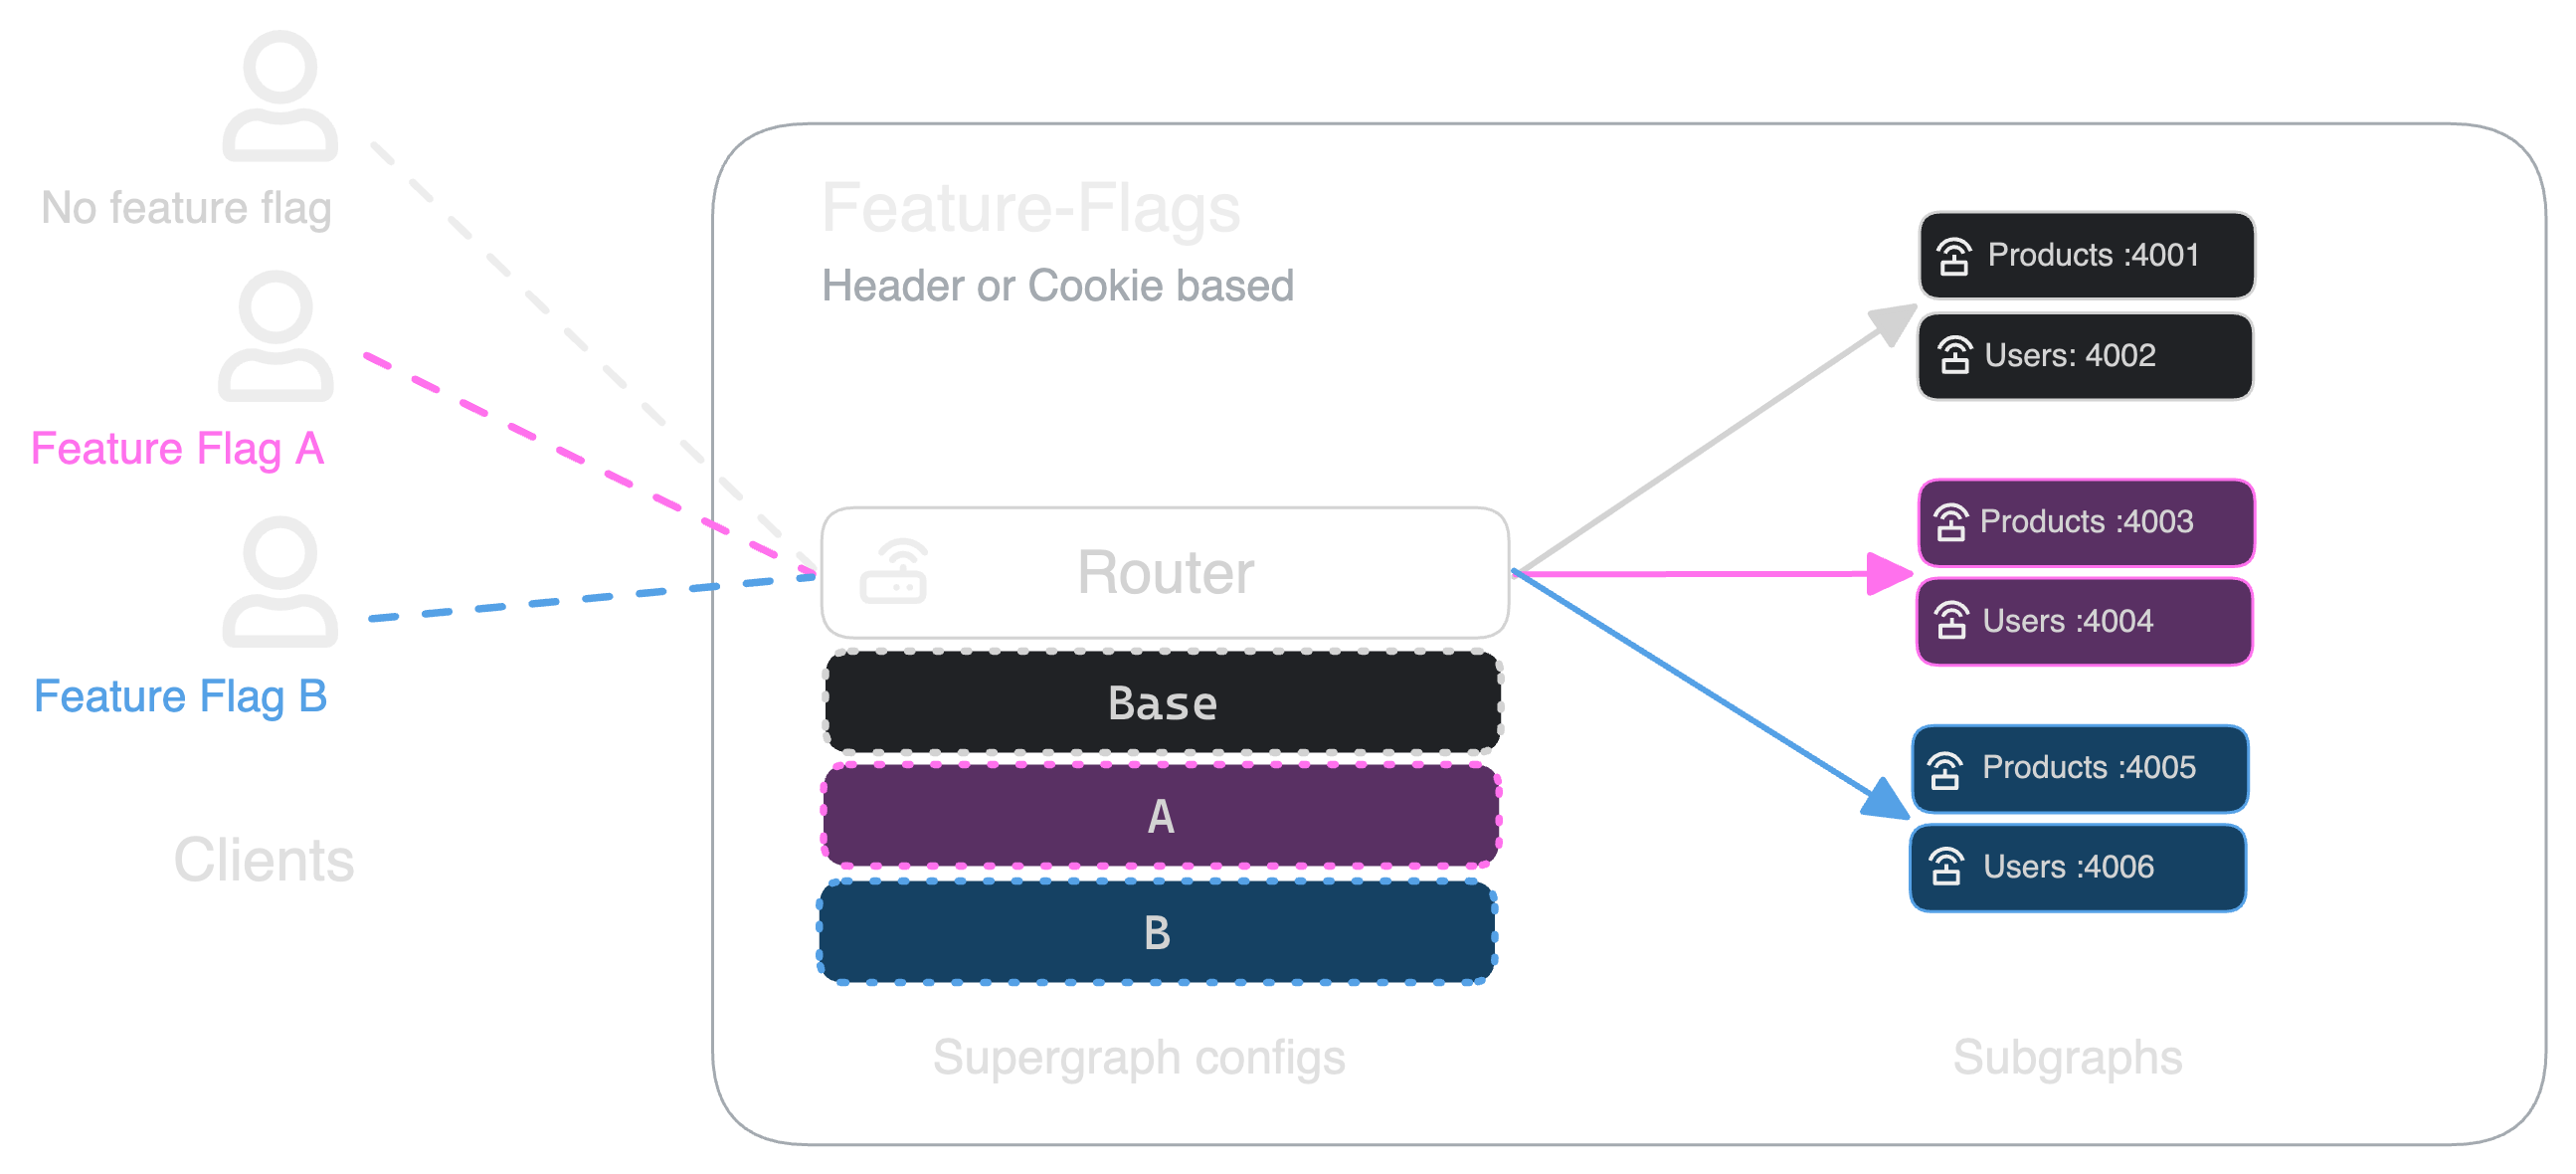 No feature flag
Feature Flag A
Feature Flag B
Clients
Feature-Flags
Header or Cookie based
Router
Base
A
B
Supergraph configs
Products :4001
Users: 4002
Products :4003
Users :4004
Products :4005
Users :4006
Subgraphs